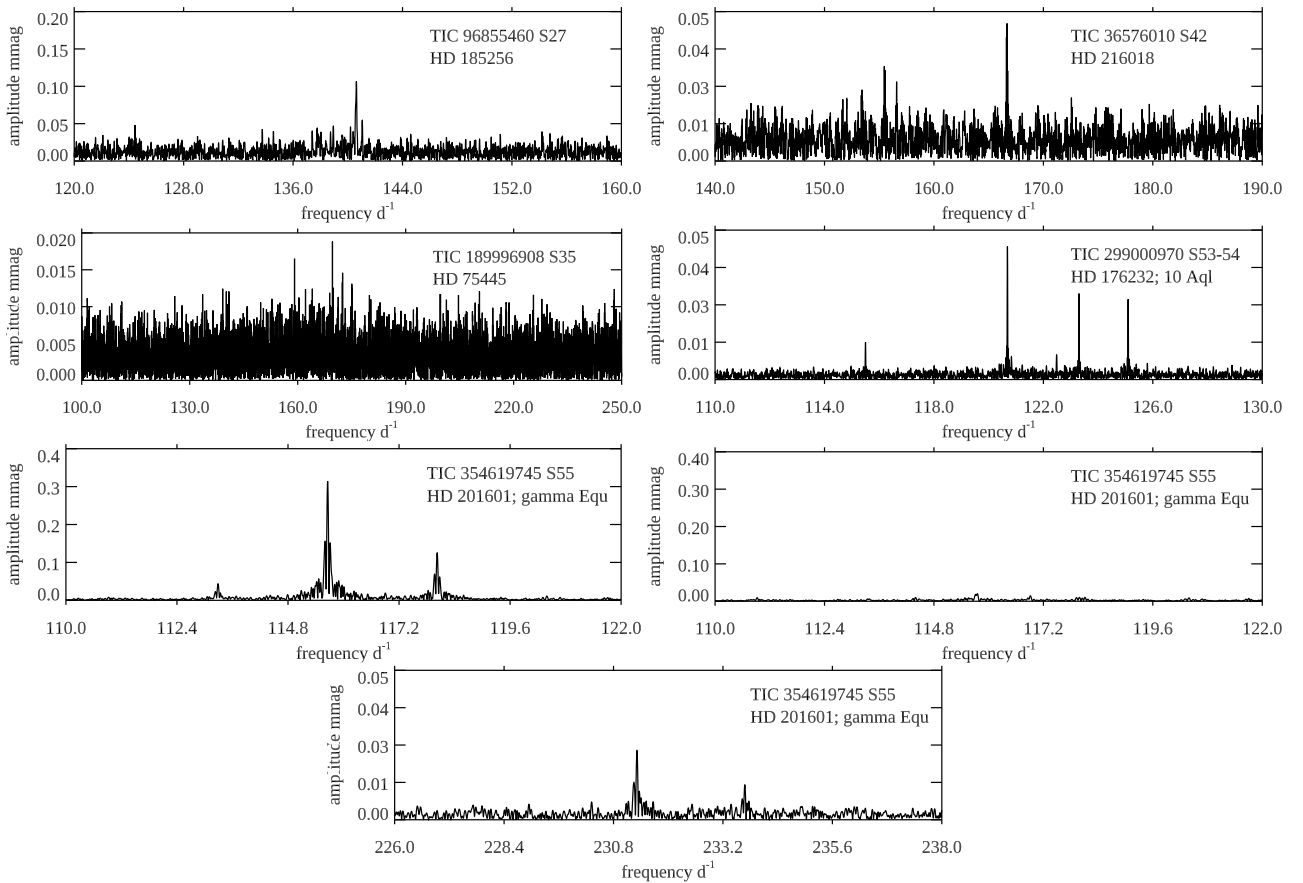 0.20
0.15
0.10
0.05
0.00
amplitude mmag
TIC 96855460 S27
HD 185256
120.0 128.0 136.0 144.0 152.0 160.0
frequency d-1
0.05
0.04
0.03
0.01
0.00
amplitude mmag
TIC 36576010 S42
HD 216018
140.0 150.0 160.0 170.0 180.0 190.0
frequency d-1
0.020
0.015
0.010
0.005
0.000
amplitude mmag
TIC 189996908 S35
HD 75445
100.0 130.0 160.0 190.0 220.0 250.0
frequency d-1
0.05
0.04
0.03
0.01
0.00
amplitude mmag
TIC 299000970 S53-54
HD 176232; 10 Aql
110.0 114.0 118.0 122.0 126.0 130.0
frequency d-1
0.4
0.3
0.2
0.1
0.0
amplitude mmag
TIC 354619745 S55
HD 201601; gamma Equ
110.0 112.4 114.8 117.2 119.6 122.0
frequency d-1
0.40
0.30
0.20
0.10
0.00
amplitude mmag
TIC 354619745 S55
HD 201601; gamma Equ
110.0 112.4 114.8 117.2 119.6 122.0
frequency d-1
0.05
0.04
0.03
0.01
0.00
amplitude mmag
TIC 354619745 S55
HD 201601; gamma Equ
226.0 228.4 230.8 233.2 235.6 238.0
frequency d-1